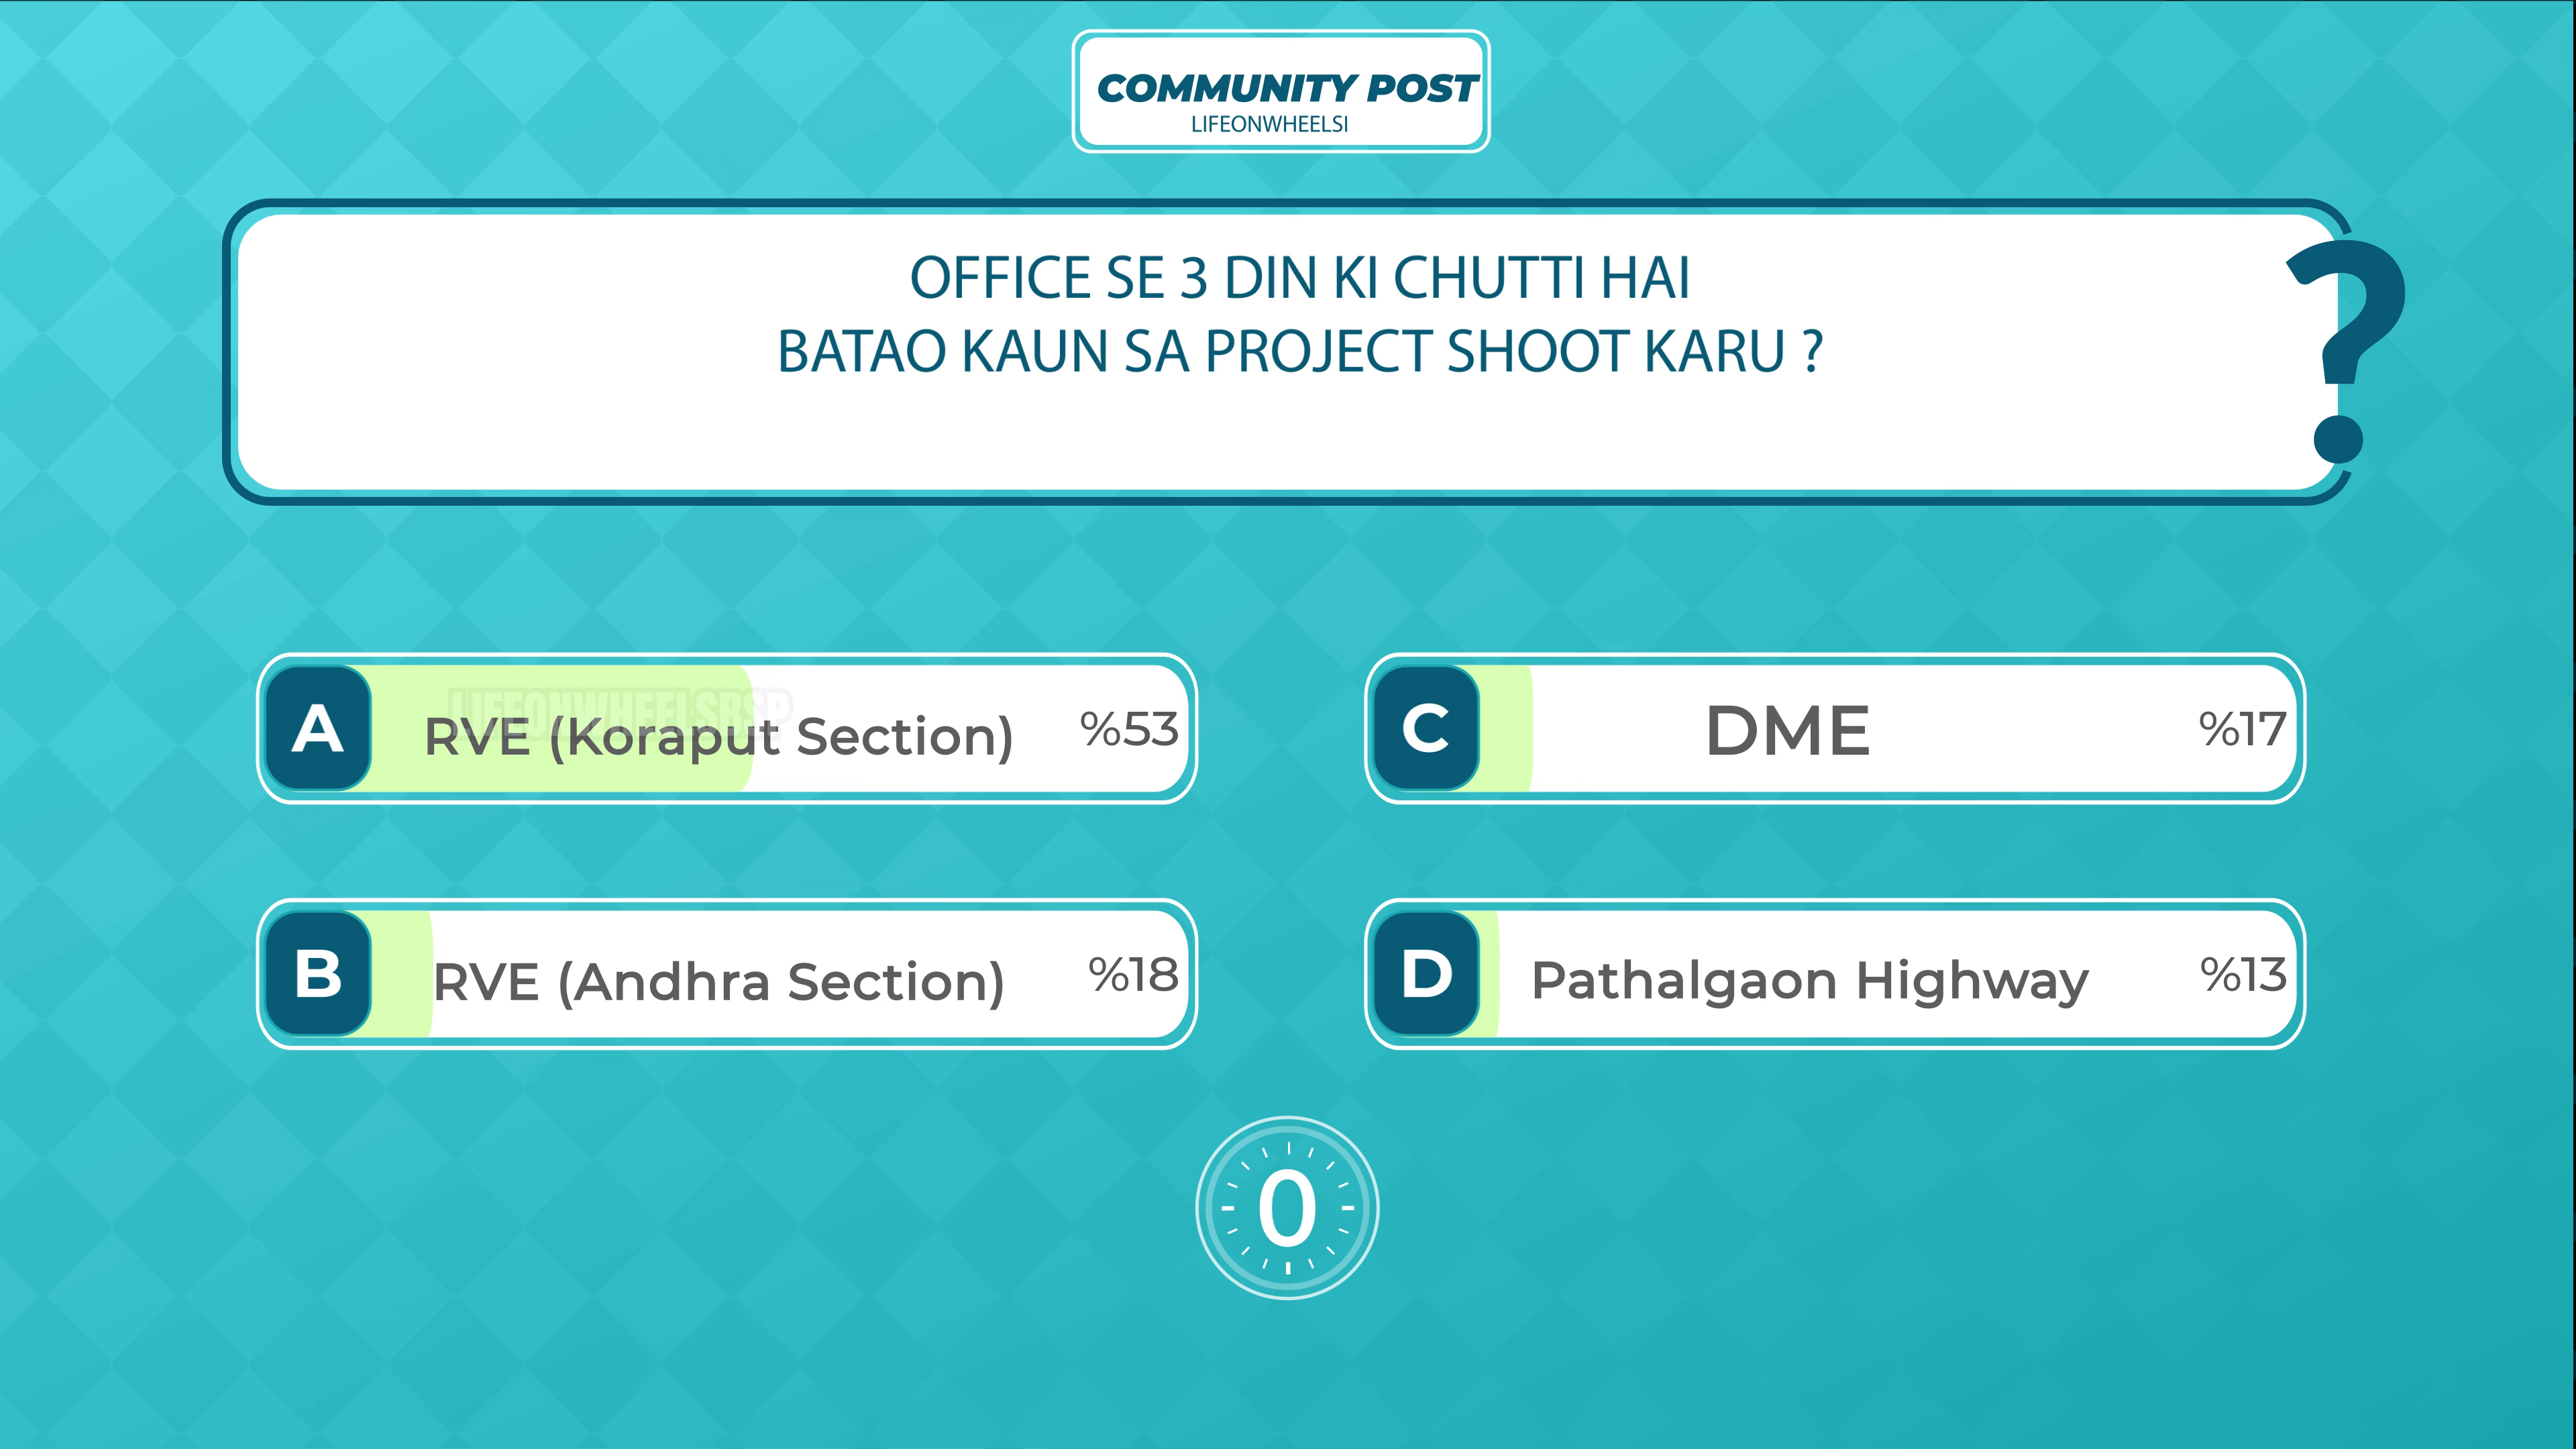 COMMUNITY POST
LIFEONWHEELSI
OFFICE SE 3 DIN KI CHUTTI HAI
BATAO KAUN SA PROJECT SHOOT KARU ?
?
A RVE (Koraput Section) %53
LIFEONWHEELSBSP
B RVE (Andhra Section) %18
C DME %17
D Pathalgaon Highway %13
0